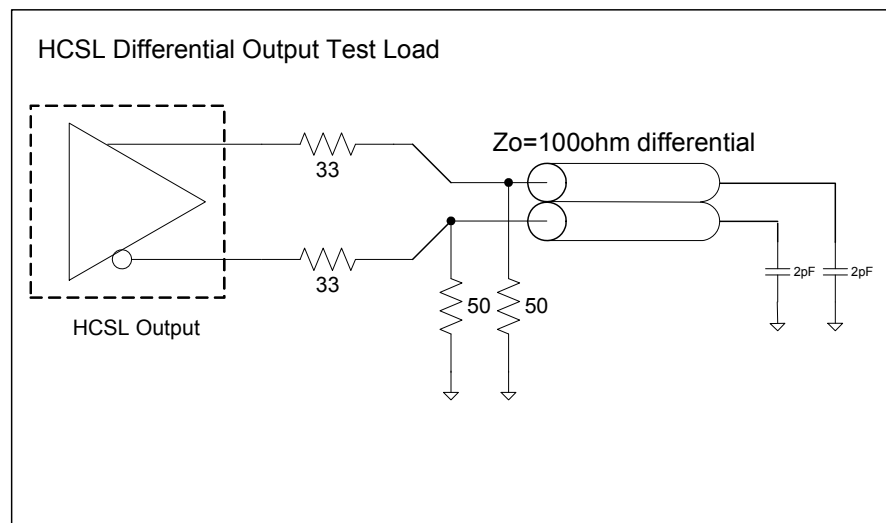 HCSL Differential Output Test Load
Zo=100ohm differential
33
33
2pF
2pF
50
50
HCSL Output